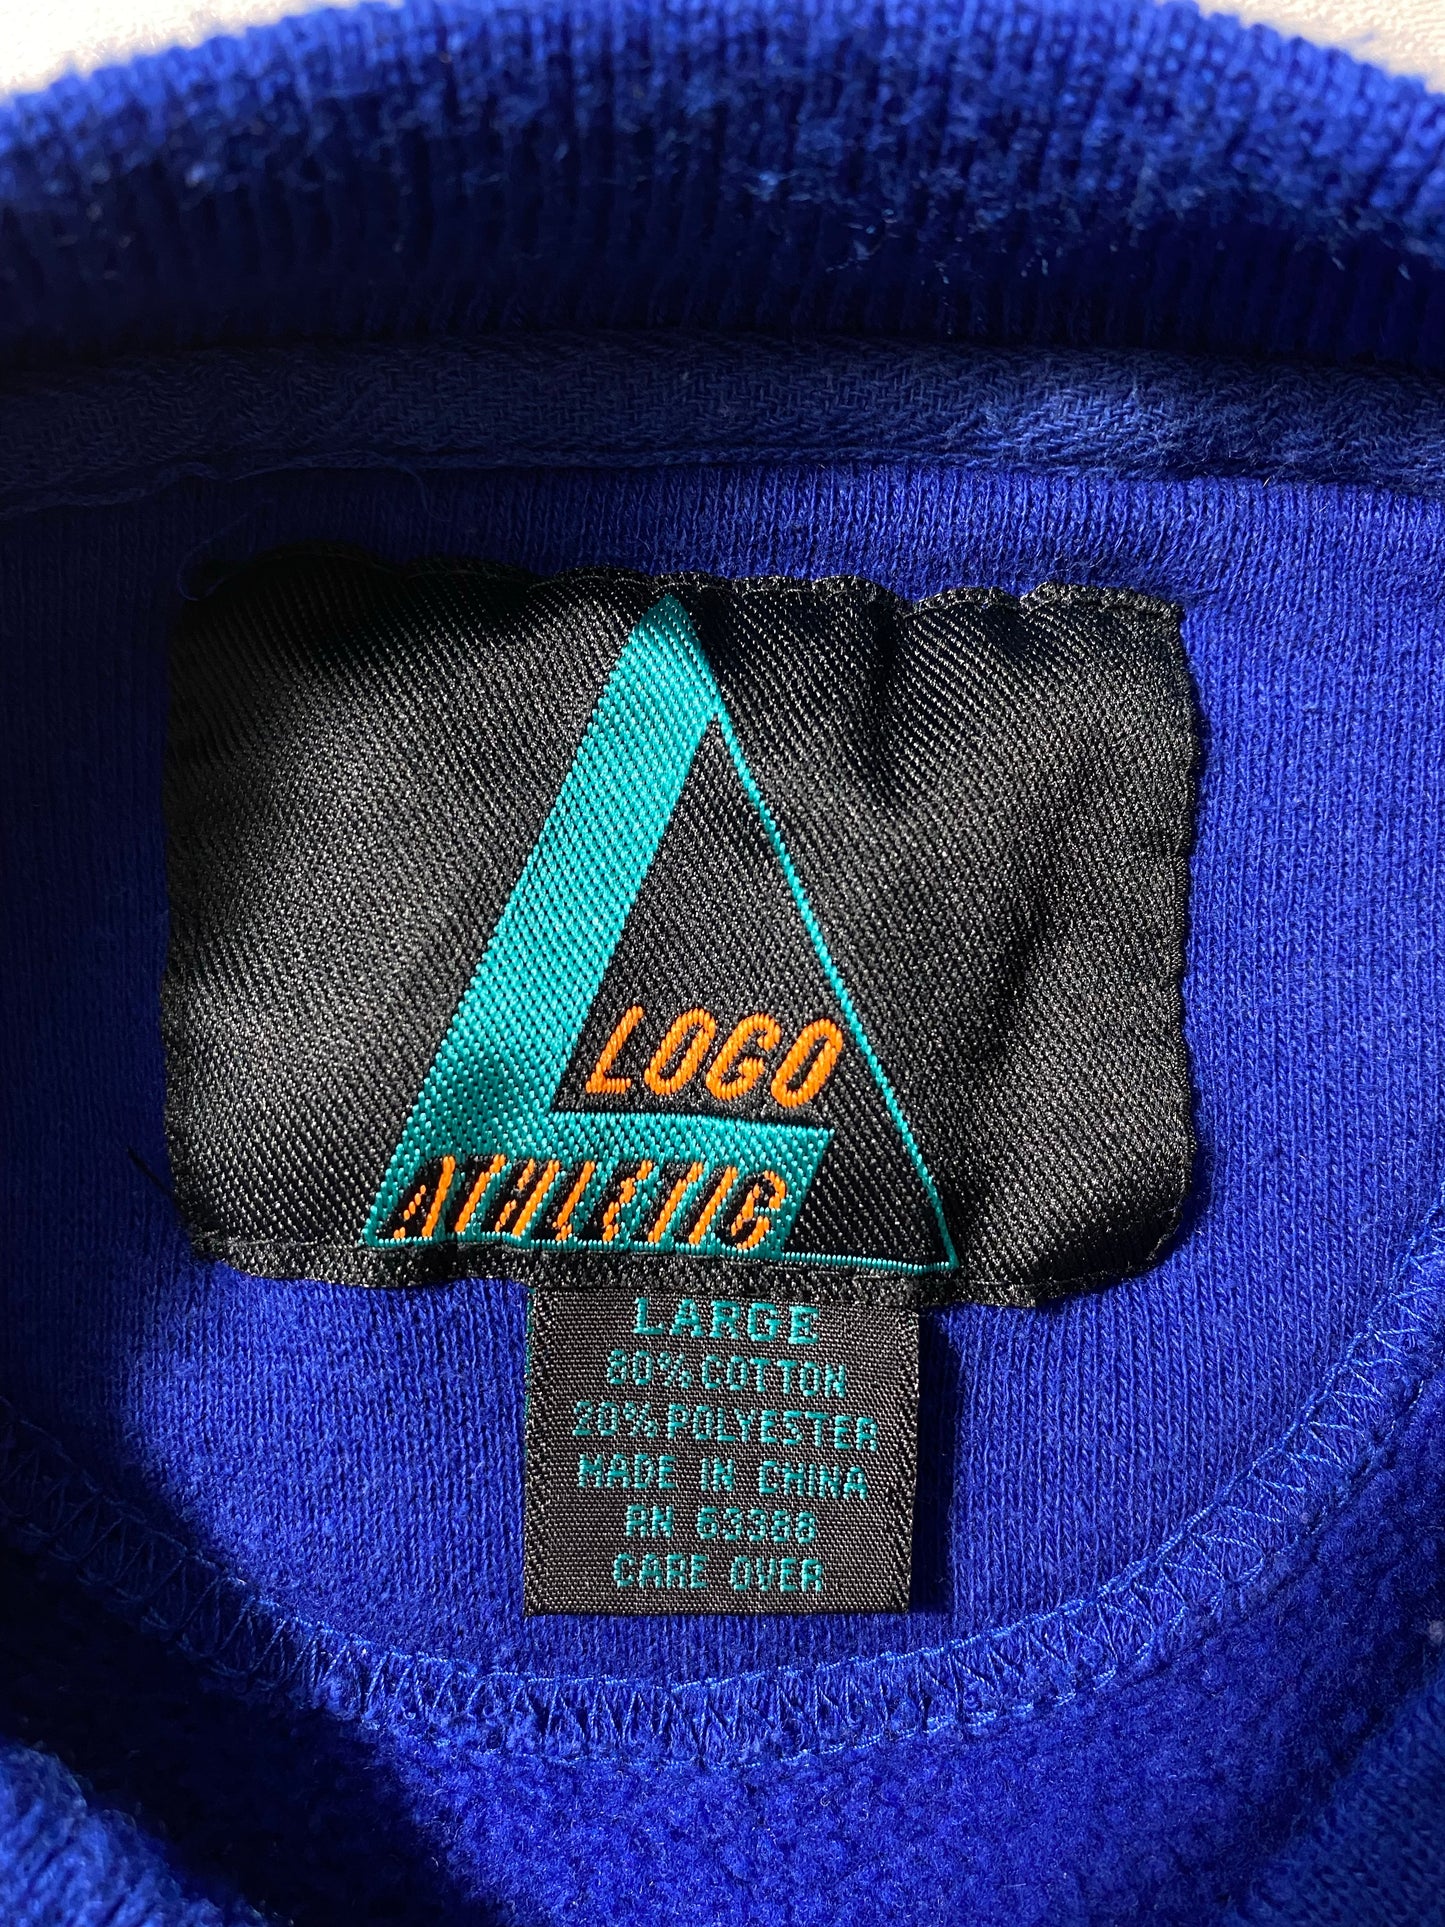 LOGO
ATHLETIC
LARGE
80% COTTON
20% POLYESTER
MADE IN CHINA
RN 63388
CARE OVER